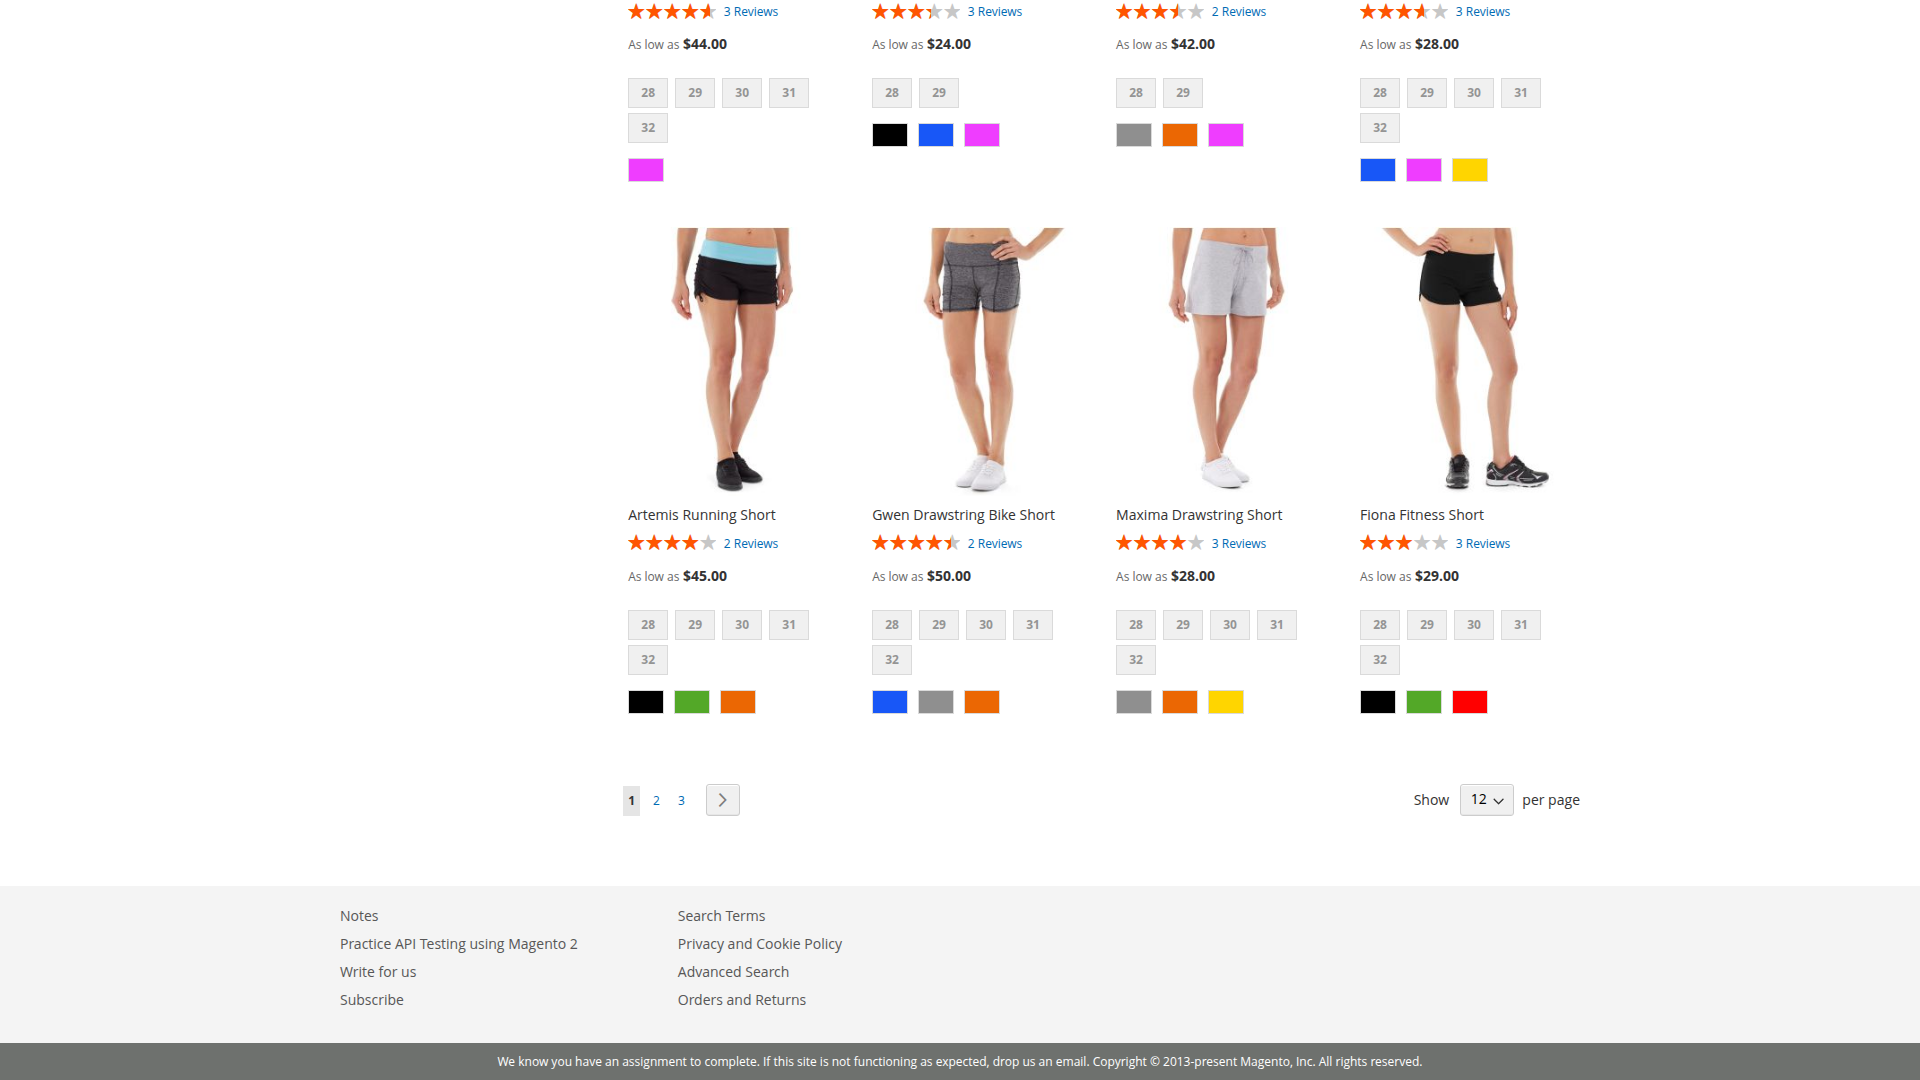 3 Reviews
3 Reviews
2 Reviews
3 Reviews
As low as $44.00
As low as $24.00
As low as $42.00
As low as $28.00
28 29 30 31
28 29
28 29
28 29 30 31
32
32
Artemis Running Short
Gwen Drawstring Bike Short
Maxima Drawstring Short
Fiona Fitness Short
2 Reviews
2 Reviews
3 Reviews
3 Reviews
As low as $45.00
As low as $50.00
As low as $28.00
As low as $29.00
28 29 30 31
28 29 30 31
28 29 30 31
28 29 30 31
32
32
32
32
1 2 3
Show 12 per page
Notes
Practice API Testing using Magento 2
Write for us
Subscribe
Search Terms
Privacy and Cookie Policy
Advanced Search
Orders and Returns
We know you have an assignment to complete. If this site is not functioning as expected, drop us an email. Copyright © 2013-present Magento, Inc. All rights reserved.